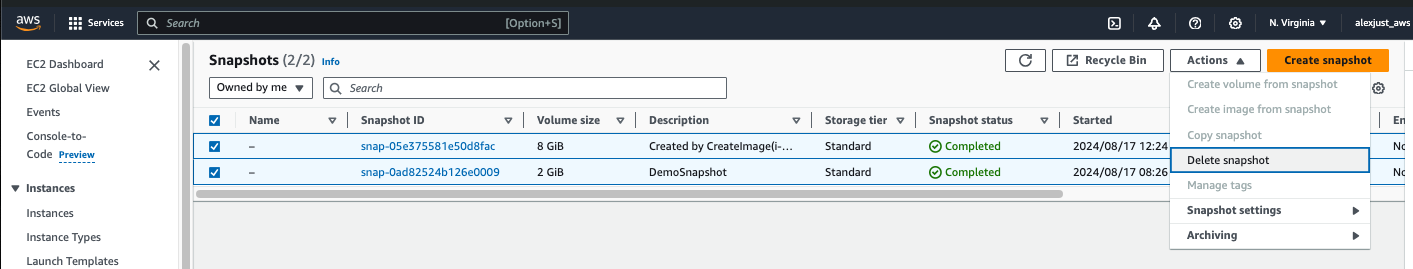 aws Services Search [Option+S] N. Virginia alexjust_aws
EC2 Dashboard
EC2 Global View
Events
Console-to-
Code Preview
Instances
Instances
Instance Types
Launch Templates
Snapshots (2/2) Info Recycle Bin Actions Create snapshot
Owned by me Search
Name Snapshot ID Volume size Description Storage tier Snapshot status Started
– snap-05e375581e50d8fac 8 GiB Created by CreateImage(i-... Standard Completed 2024/08/17 12:24
– snap-0ad82524b126e0009 2 GiB DemoSnapshot Standard Completed 2024/08/17 08:26
Create volume from snapshot
Create image from snapshot
Copy snapshot
Delete snapshot
Manage tags
Snapshot settings
Archiving